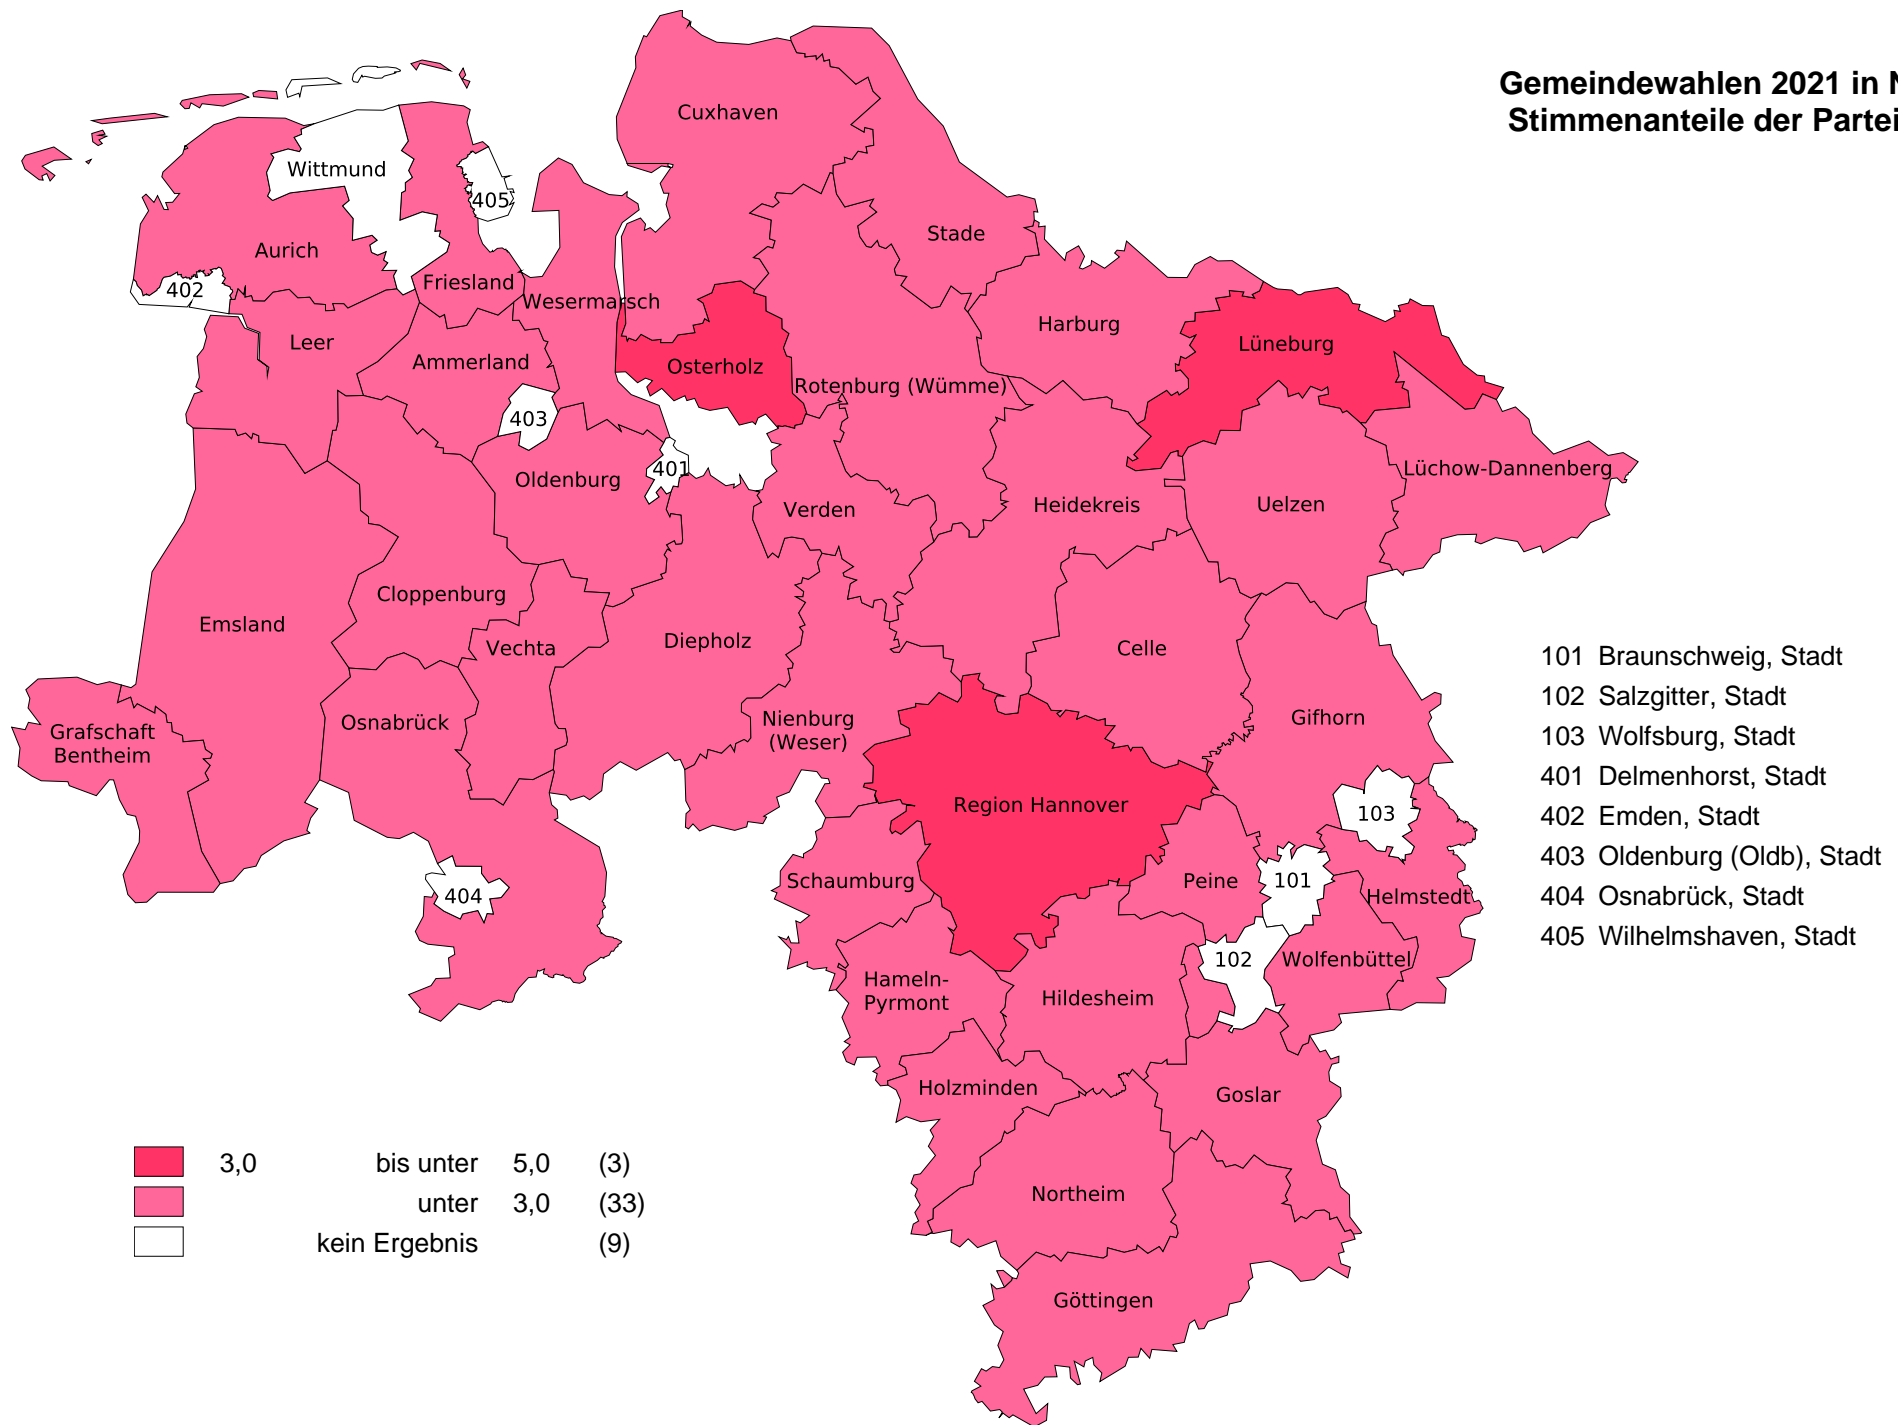 Gemeindewahlen 2021 in
Stimmenanteile der
Cuxhaven
Wittmund
405
Stade
Aurich
Friesland
402
Wesermarsch
Harburg
Lüneburg
Leer
Ammerland
Osterholz
Rotenburg (Wümme)
403
401
Lüchow-Dannenberg
Oldenburg
Verden
Heidekreis
Uelzen
Cloppenburg
Emsland
Vechta
Diepholz
Celle
101 Braunschweig, Stadt
102 Salzgitter, Stadt
103 Wolfsburg, Stadt
401 Delmenhorst, Stadt
402 Emden, Stadt
403 Oldenburg (Oldb), Stadt
404 Osnabrück, Stadt
405 Wilhelmshaven, Stadt
Grafschaft
Bentheim
Osnabrück
Nienburg
(Weser)
Gifhorn
Region Hannover
103
Schaumburg
Peine
101
Helmstedt
404
102
Wolfenbüttel
Hameln-
Pyrmont
Hildesheim
Holzminden
Goslar
Northeim
Göttingen
3,0 bis unter 5,0 (3)
unter 3,0 (33)
kein Ergebnis (9)